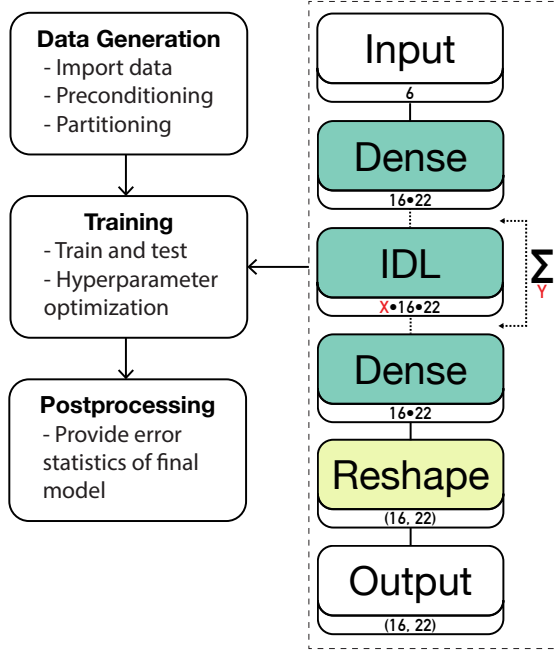 Data Generation
- Import data
- Preconditioning
- Partitioning
Training
- Train and test
- Hyperparameter
optimization
Postprocessing
- Provide error
statistics of final
model
Input
6
Dense
16•22
IDL
X•16•22
Σ
Y
Dense
16•22
Reshape
(16, 22)
Output
(16, 22)